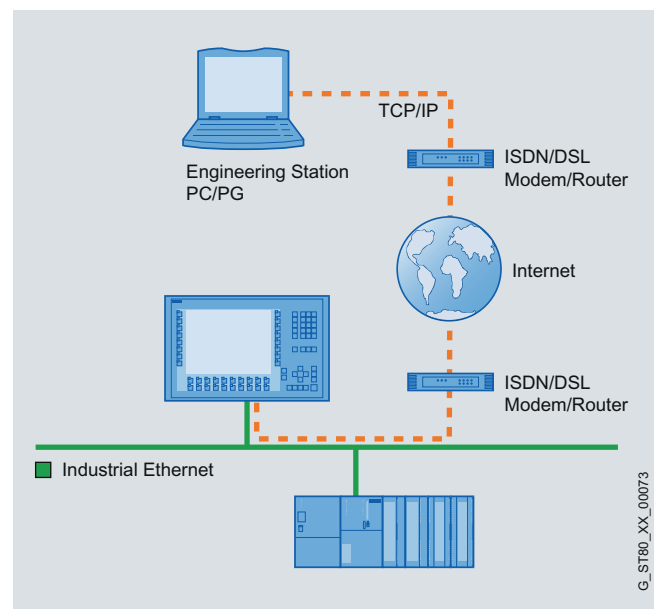 TCP/IP
Engineering Station
PC/PG
ISDN/DSL
Modem/Router
Internet
ISDN/DSL
Modem/Router
Industrial Ethernet
G_ST80_XX_00073